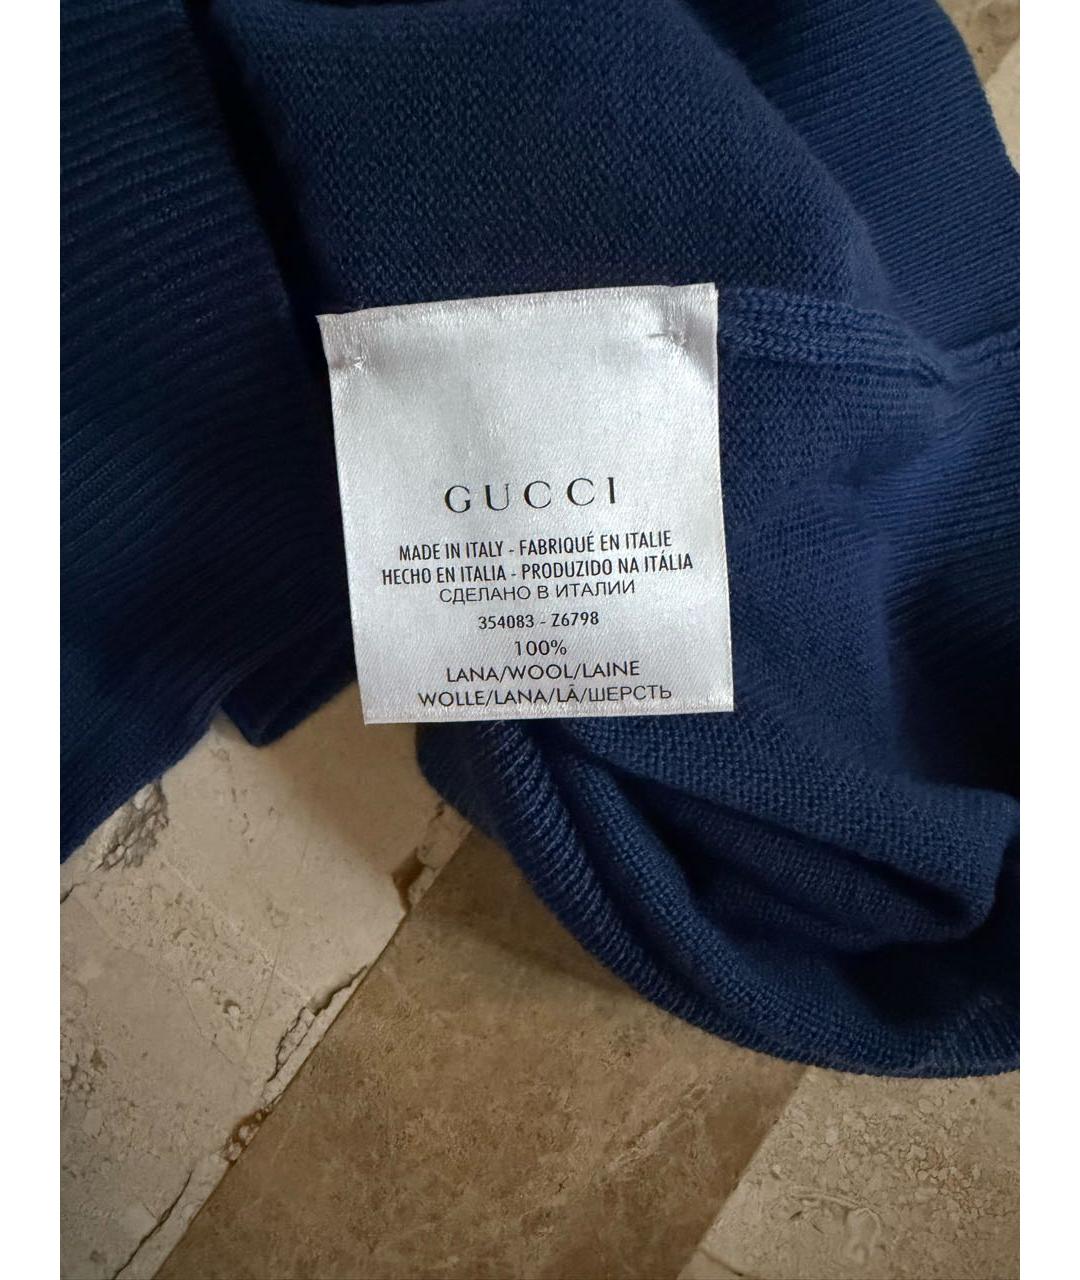 GUCCI
MADE IN ITALY - FABRIQUÉ EN ITALIE
HECHO EN ITALIA - PRODUZIDO NA ITÁLIA
СДЕЛАНО В ИТАЛИИ
354083 - Z6798
100%
LANA/WOOL/LAINE
WOLLE/LANA/LÃ/ШЕРСТЬ